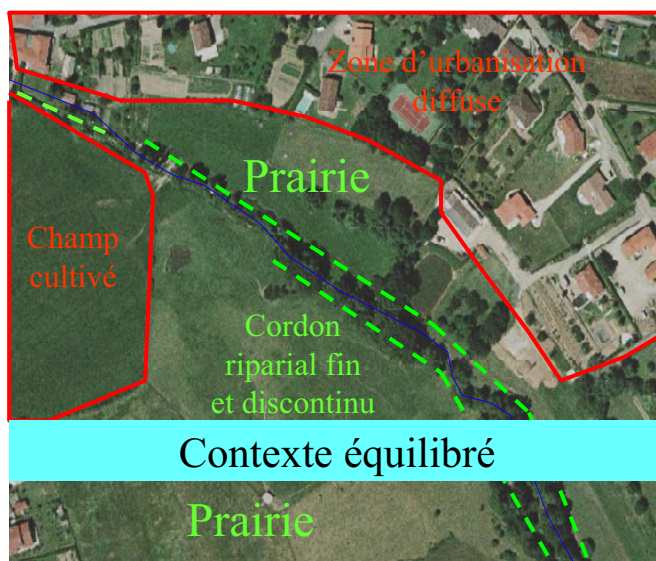 Zone d'urbanisation
diffuse
Prairie
Champ
cultivé
Cordon
riparial fin
et discontinu
Contexte équilibré
Prairie